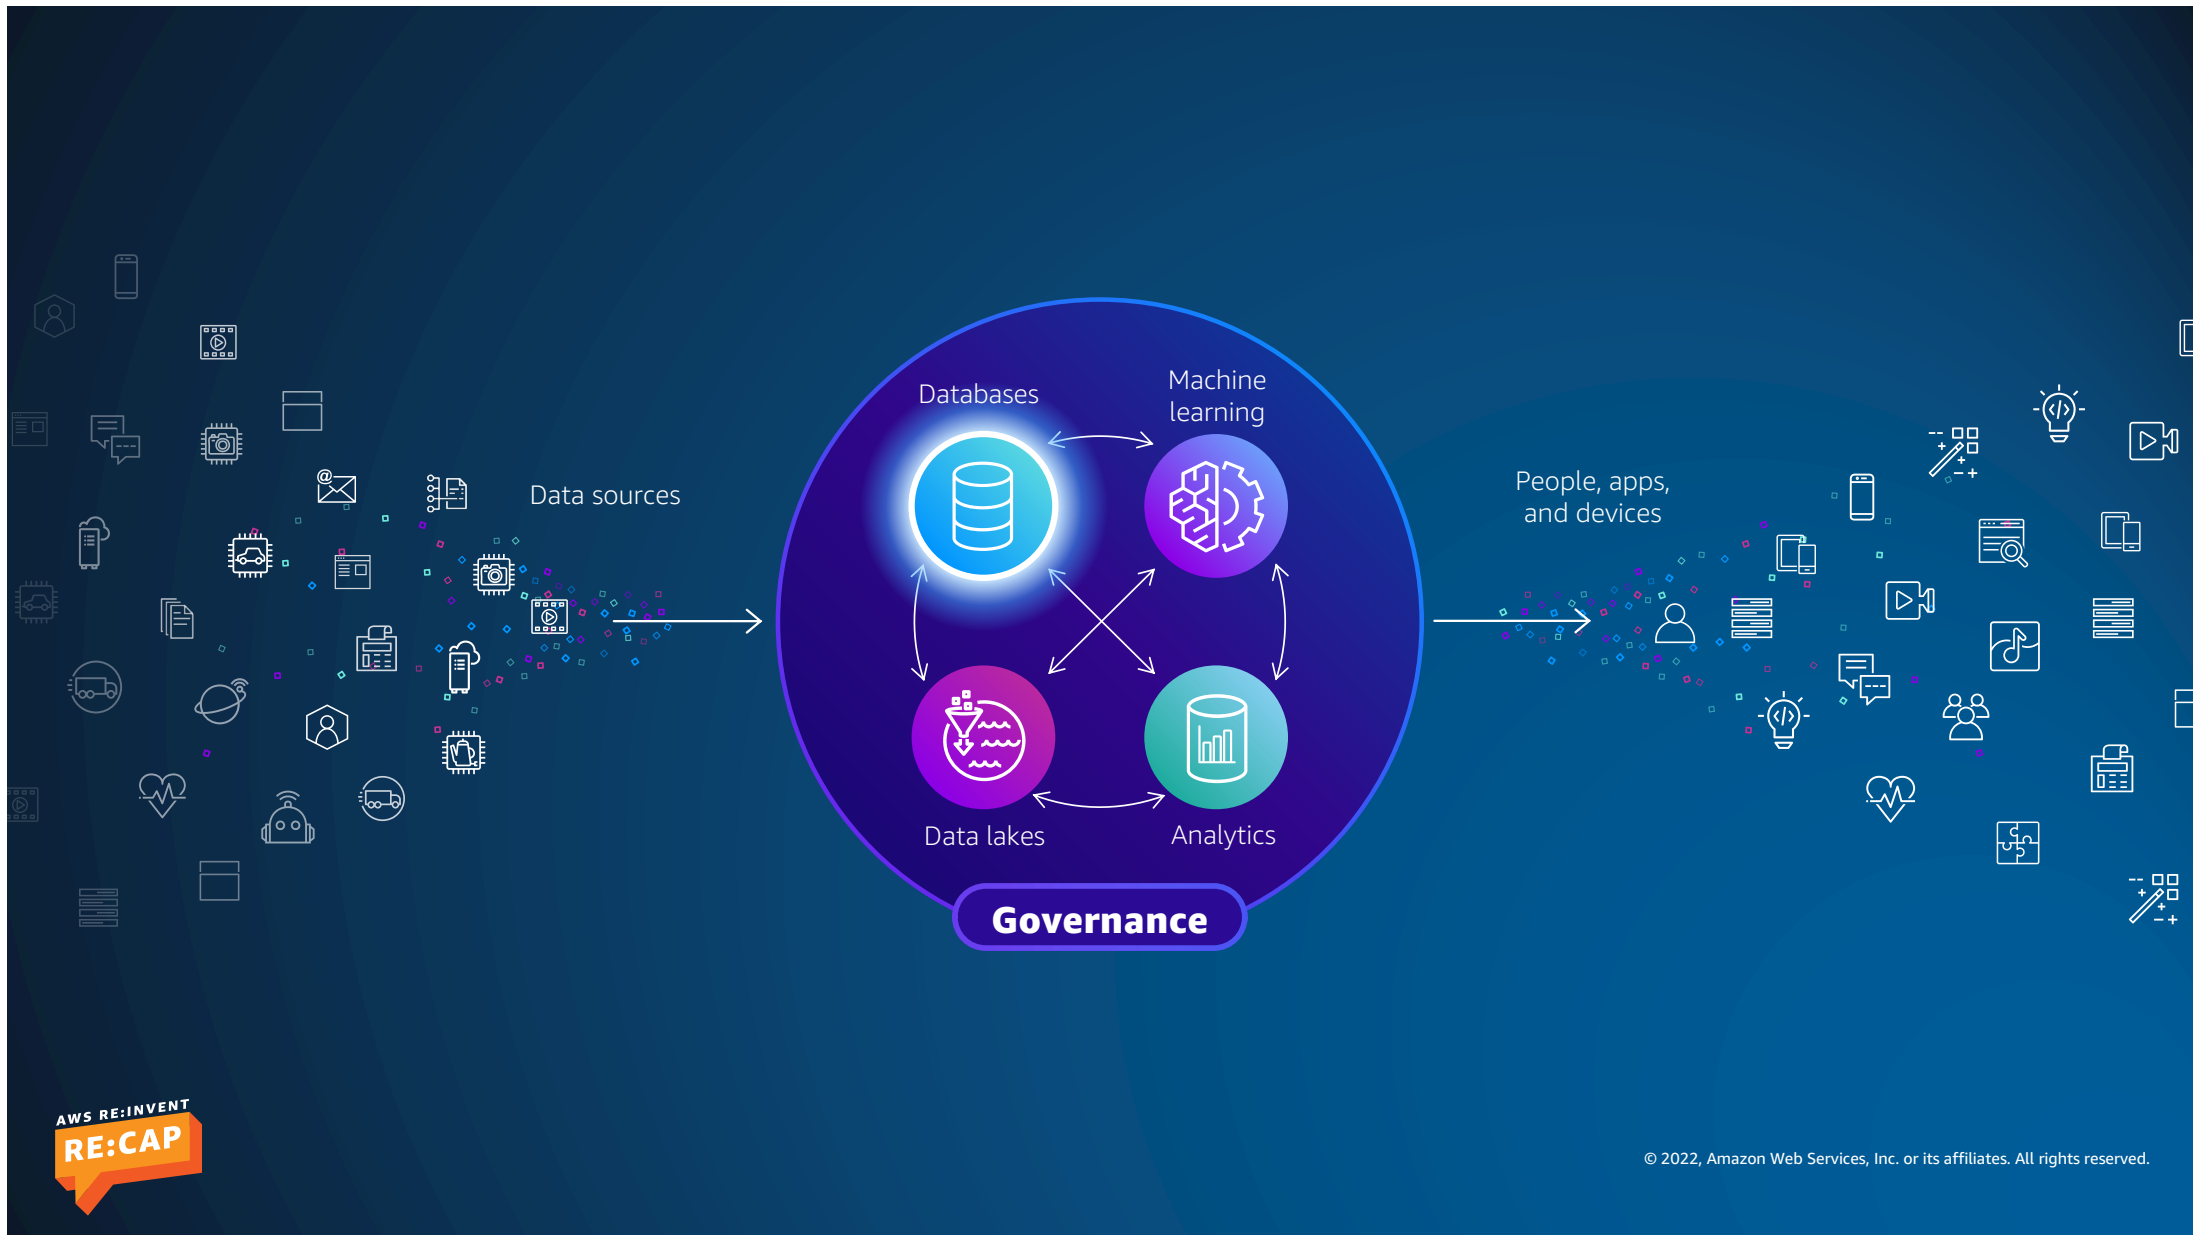 Data sources
Databases
Machine
learning
Data lakes
Analytics
Governance
People, apps,
and devices
AWS RE:INVENT
RE:CAP
© 2022, Amazon Web Services, Inc. or its affiliates. All rights reserved.